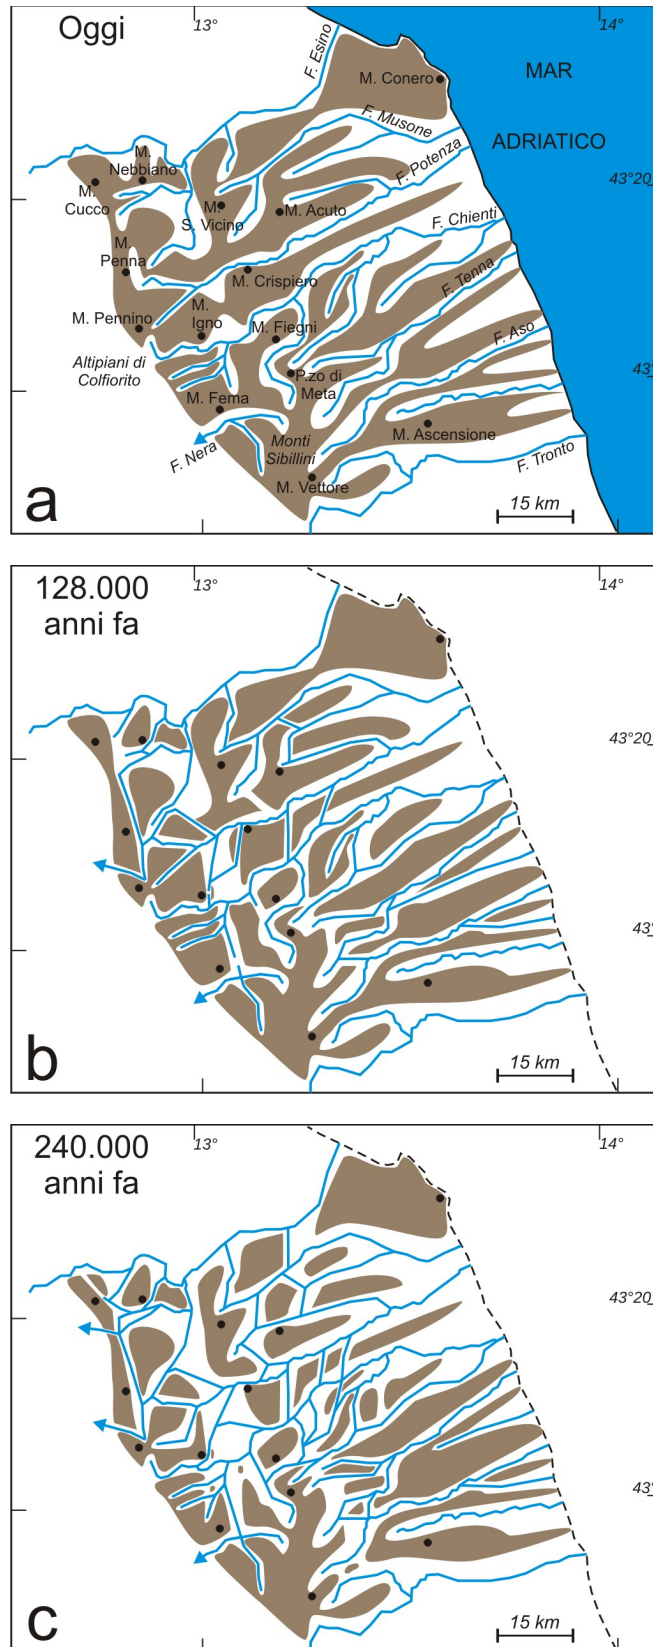 Oggi
13°
14°
F. Esino
M. Conero
MAR
ADRIATICO
F. Musone
F. Potenza
43°20
M.
Nebbiano
M.
Cucco
M.
S. Vicino
M. Acuto
F. Chienti
M.
Penna
M. Crispiero
F. Tenna
M. Pennino
M.
Igno
M. Fiegni
F. Aso
Altipiani di
Colfiorito
P.zo di
Meta
43°
M. Fema
Monti
Sibillini
M. Ascensione
F. Nera
F. Tronto
M. Vettore
15 km
a
128.000
anni fa
13°
14°
43°20
43°
15 km
b
240.000
anni fa
13°
14°
43°20
43°
15 km
c